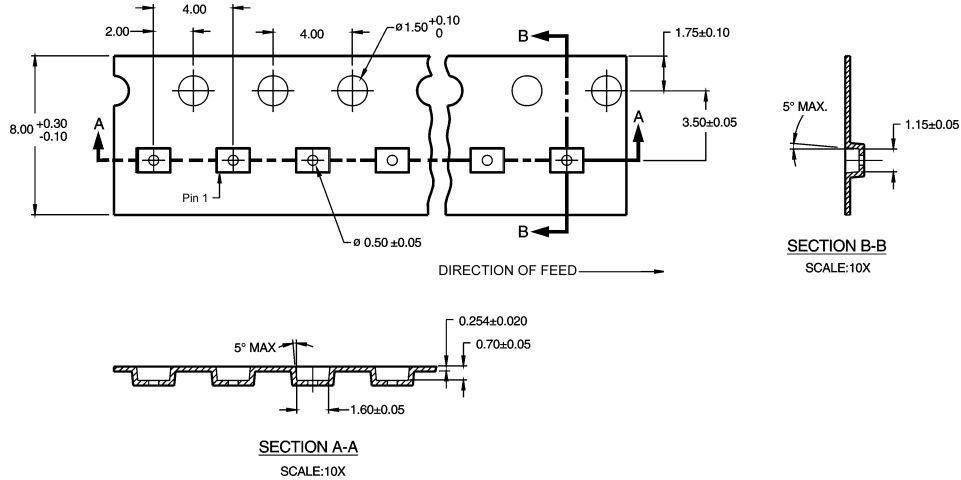 4.00
2.00
4.00
ø1.50 +0.10
0
B
1.75±0.10
5° MAX.
1.15±0.05
8.00 +0.30
-0.10
A
3.50±0.05
A
Pin 1
B
ø 0.50 ±0.05
SECTION B-B
SCALE:10X
DIRECTION OF FEED
0.254±0.020
5° MAX
0.70±0.05
1.60±0.05
SECTION A-A
SCALE:10X